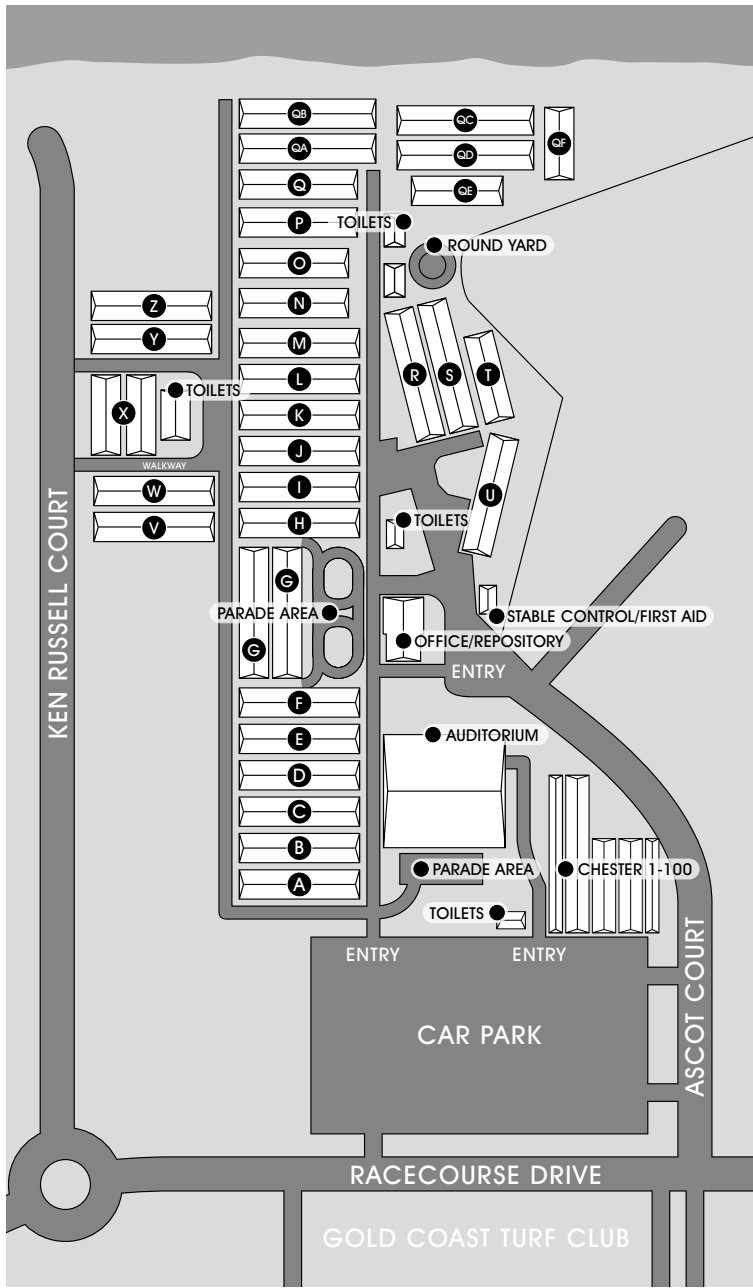 QB
QC
QF
QA
QD
Q
QE
P
TOILETS
ROUND YARD
O
Z
N
Y
M
R
S
T
L
TOILETS
X
K
J
WALKWAY
W
I
U
V
H
TOILETS
KEN RUSSELL COURT
G
PARADE AREA
STABLE CONTROL/FIRST AID
G
OFFICE/REPOSITORY
ENTRY
F
E
AUDITORIUM
D
C
B
A
PARADE AREA
CHESTER 1-100
TOILETS
ENTRY
ENTRY
ASCOT COURT
CAR PARK
RACECOURSE DRIVE
GOLD COAST TURF CLUB